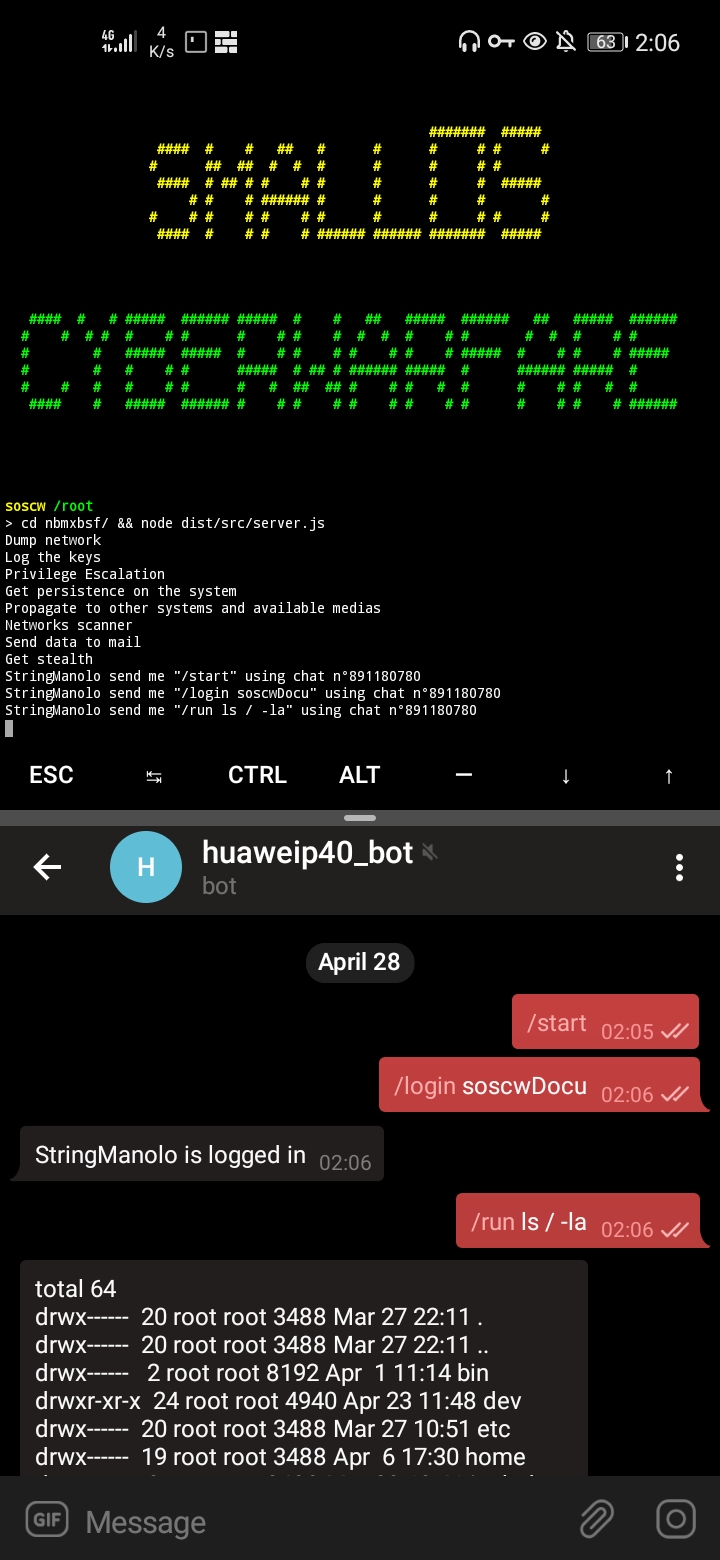 4G 4 K/s 63 2:06
SMALLOS
CYBERWARFARE
soscw /root
> cd nbmxbsf/ && node dist/src/server.js
Dump network
Log the keys
Privilege Escalation
Get persistence on the system
Propagate to other systems and available medias
Networks scanner
Send data to mail
Get stealth
StringManolo send me "/start" using chat n°891180780
StringManolo send me "/login soscwDocu" using chat n°891180780
StringManolo send me "/run ls / -la" using chat n°891180780
ESC ↹ CTRL ALT — ↓ ↑
H huaweip40_bot
bot
April 28
/start 02:05
/login soscwDocu 02:06
StringManolo is logged in 02:06
/run ls / -la 02:06
total 64
drwx------ 20 root root 3488 Mar 27 22:11 .
drwx------ 20 root root 3488 Mar 27 22:11 ..
drwx------ 2 root root 8192 Apr 1 11:14 bin
drwxr-xr-x 24 root root 4940 Apr 23 11:48 dev
drwx------ 20 root root 3488 Mar 27 10:51 etc
drwx------ 19 root root 3488 Apr 6 17:30 home
GIF Message